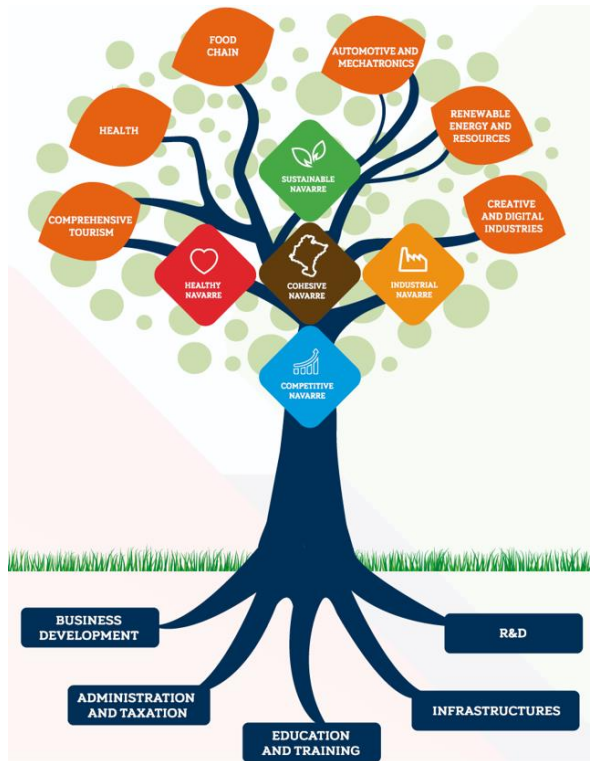 FOOD
CHAIN
AUTOMOTIVE AND
MECHATRONICS
HEALTH
RENEWABLE
ENERGY AND
RESOURCES
SUSTAINABLE
NAVARRE
COMPREHENSIVE
TOURISM
CREATIVE
AND DIGITAL
INDUSTRIES
HEALTHY
NAVARRE
COHESIVE
NAVARRE
INDUSTRIAL
NAVARRE
COMPETITIVE
NAVARRE
BUSINESS
DEVELOPMENT
R&D
ADMINISTRATION
AND TAXATION
INFRASTRUCTURES
EDUCATION
AND TRAINING